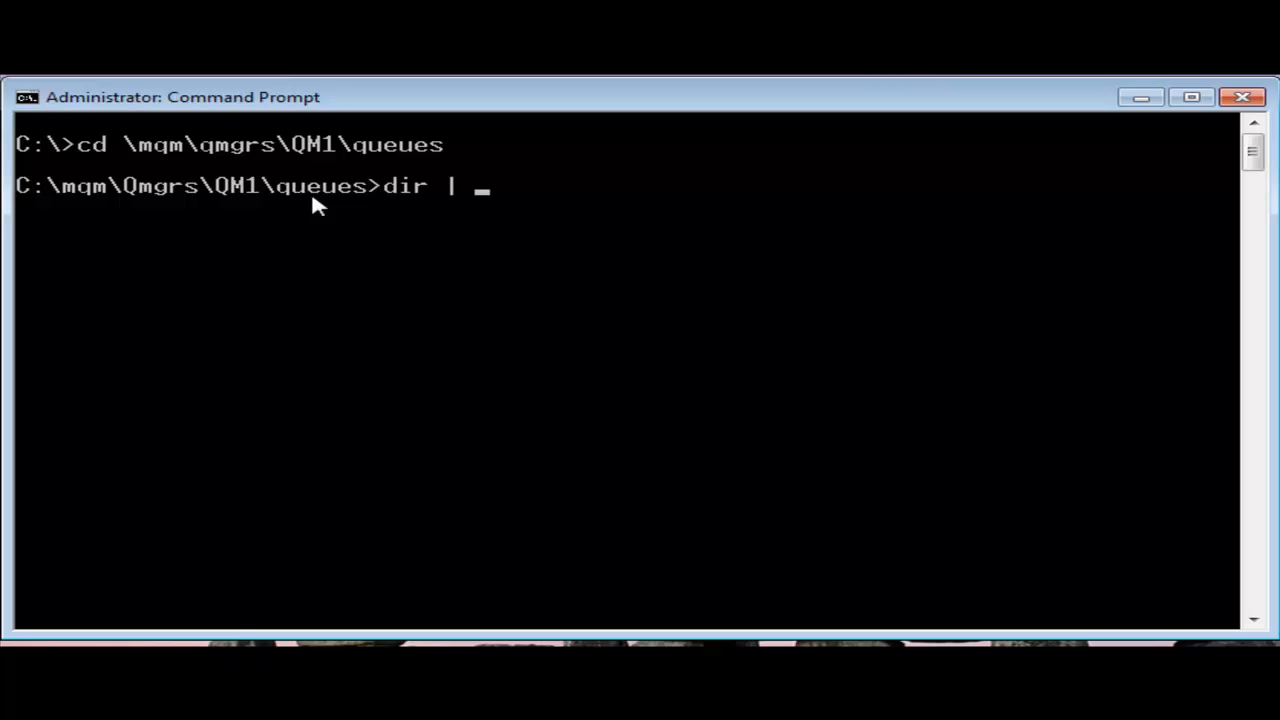 Administrator: Command Prompt
C:\>cd \mqm\qmgrs\QM1\queues
C:\mqm\Qmgrs\QM1\queues>dir | _